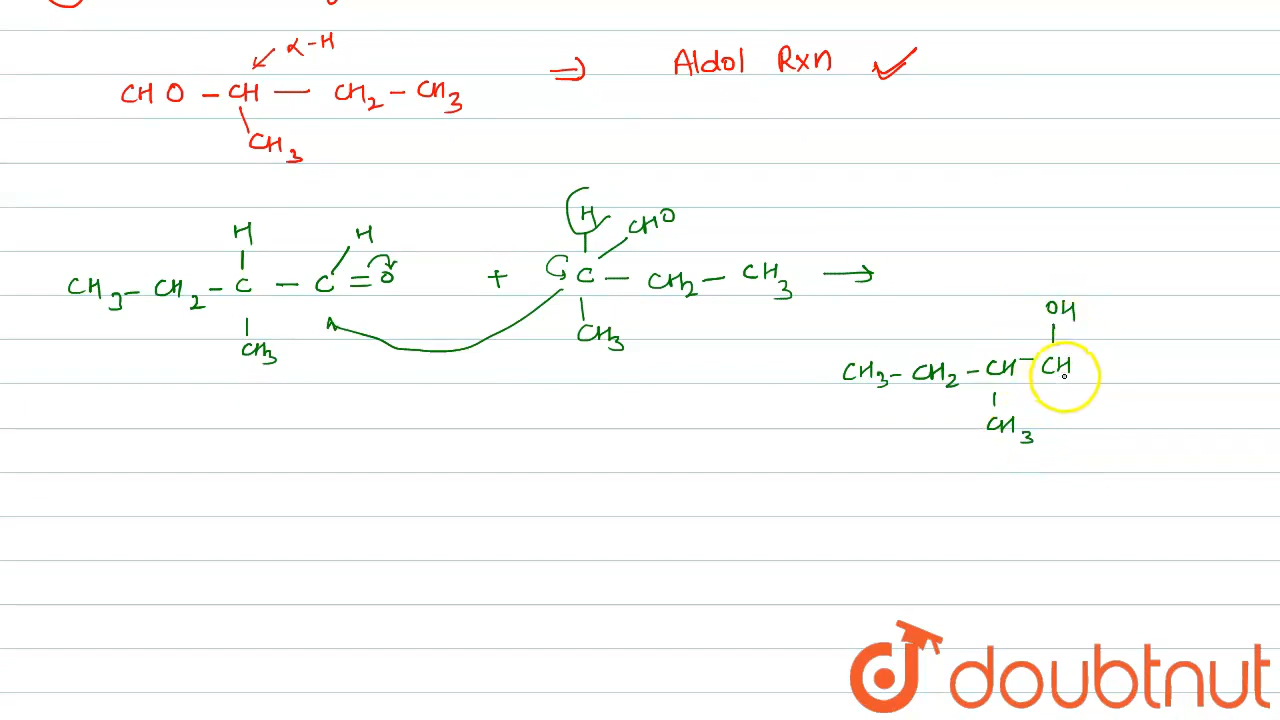 α-H
CHO - CH - CH2 - CH3 ⇒ Aldol Rxn ✓
CH3
H H H CHO
CH3 - CH2 - C - C = O + C - CH2 - CH3 →
CH3 CH3
OH
CH3 - CH2 - CH - CH
CH3
doubtnut